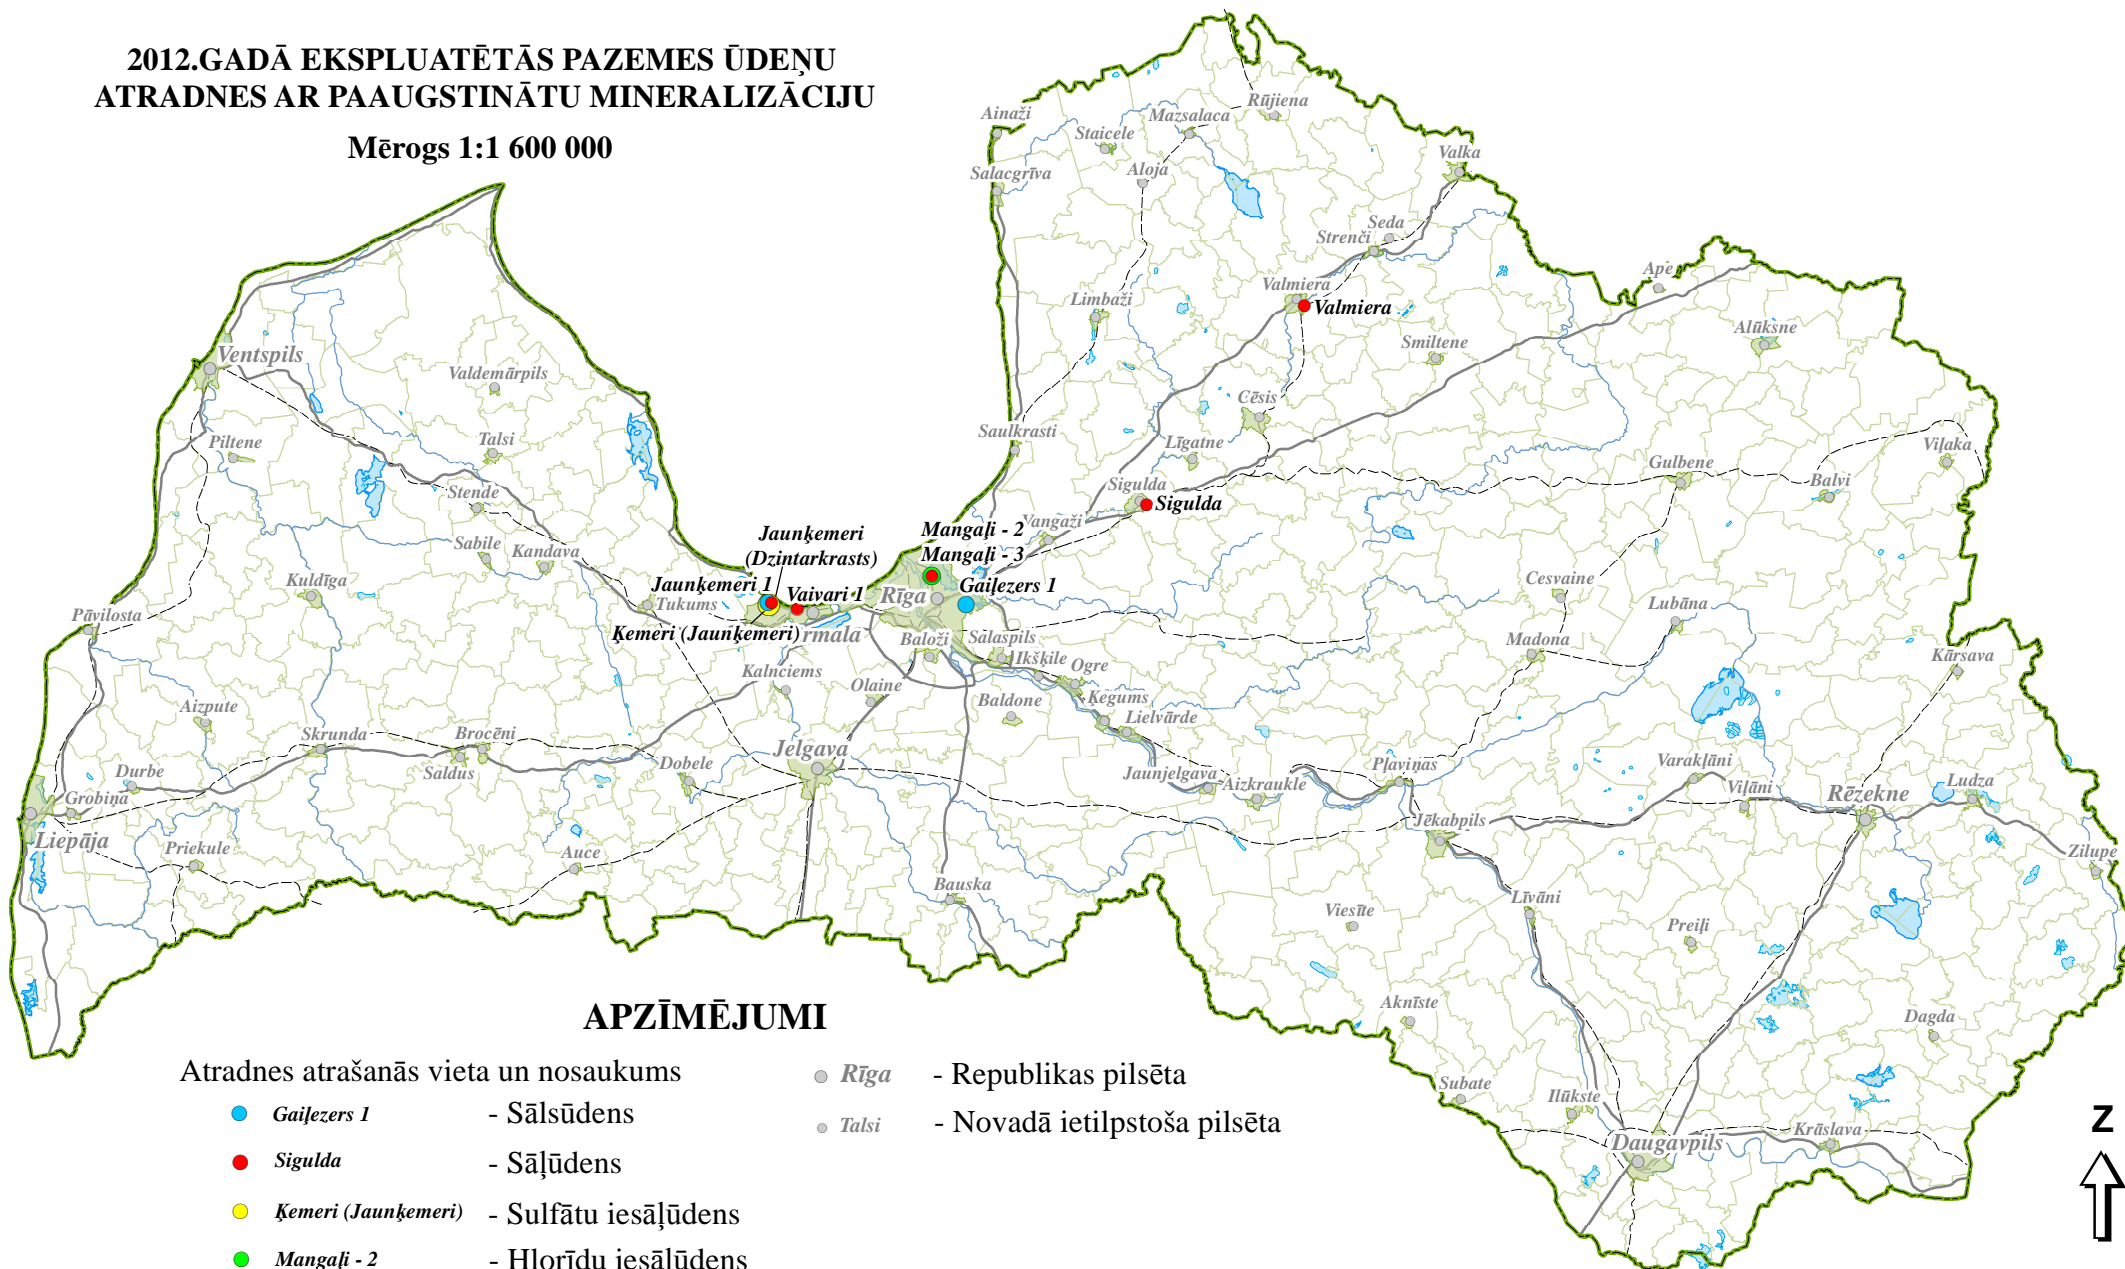 2012.GADĀ EKSPLUATĒTĀS PAZEMES ŪDEŅU
ATRADNES AR PAAUGSTINĀTU MINERALIZĀCIJU
Mērogs 1:1 600 000
Ainaži
Staicele
Mazsalaca
Rūjiena
Salacgrīva
Aloja
Valka
Seda
Strenči
Ape
Limbaži
Valmiera
Valmiera
Alūksne
Smiltene
Ventspils
Valdemārpils
Cēsis
Piltene
Talsi
Saulkrasti
Līgatne
Viļaka
Gulbene
Balvi
Stende
Sigulda
Sigulda
Vangaži
Mangaļi - 2
Mangaļi - 3
Jaunķemeri
(Dzintarkrasts)
Sabile
Kandava
Kuldīga
Jaunķemeri 1
Vaivari 1
Gaiļezers 1
Cesvaine
Tukums
Rīga
Lubāna
Pāvilosta
Ķemeri (Jaunķemeri)
rmala
Baloži
Salaspils
Ikšķile
Ogre
Madona
Kārsava
Kalnciems
Olaine
Baldone
Ķegums
Aizpute
Lielvārde
Skrunda
Brocēni
Saldus
Jelgava
Dobele
Durbe
Jaunjelgava
Aizkraukle
Pļaviņas
Varakļāni
Viļāni
Rēzekne
Ludza
Grobiņa
Liepāja
Priekule
Jēkabpils
Auce
Zilupe
Bauska
Viesīte
Līvāni
Preiļi
Aknīste
Dagda
Subate
Ilūkste
Daugavpils
Krāslava
APZĪMĒJUMI
Atradnes atrašanās vieta un nosaukums
Gaiļezers 1 - Sālsūdens
Sigulda - Sāļūdens
Ķemeri (Jaunķemeri) - Sulfātu iesāļūdens
Mangaļi - 2 - Hlorīdu iesāļūdens
Rīga - Republikas pilsēta
Talsi - Novadā ietilpstoša pilsēta
Z